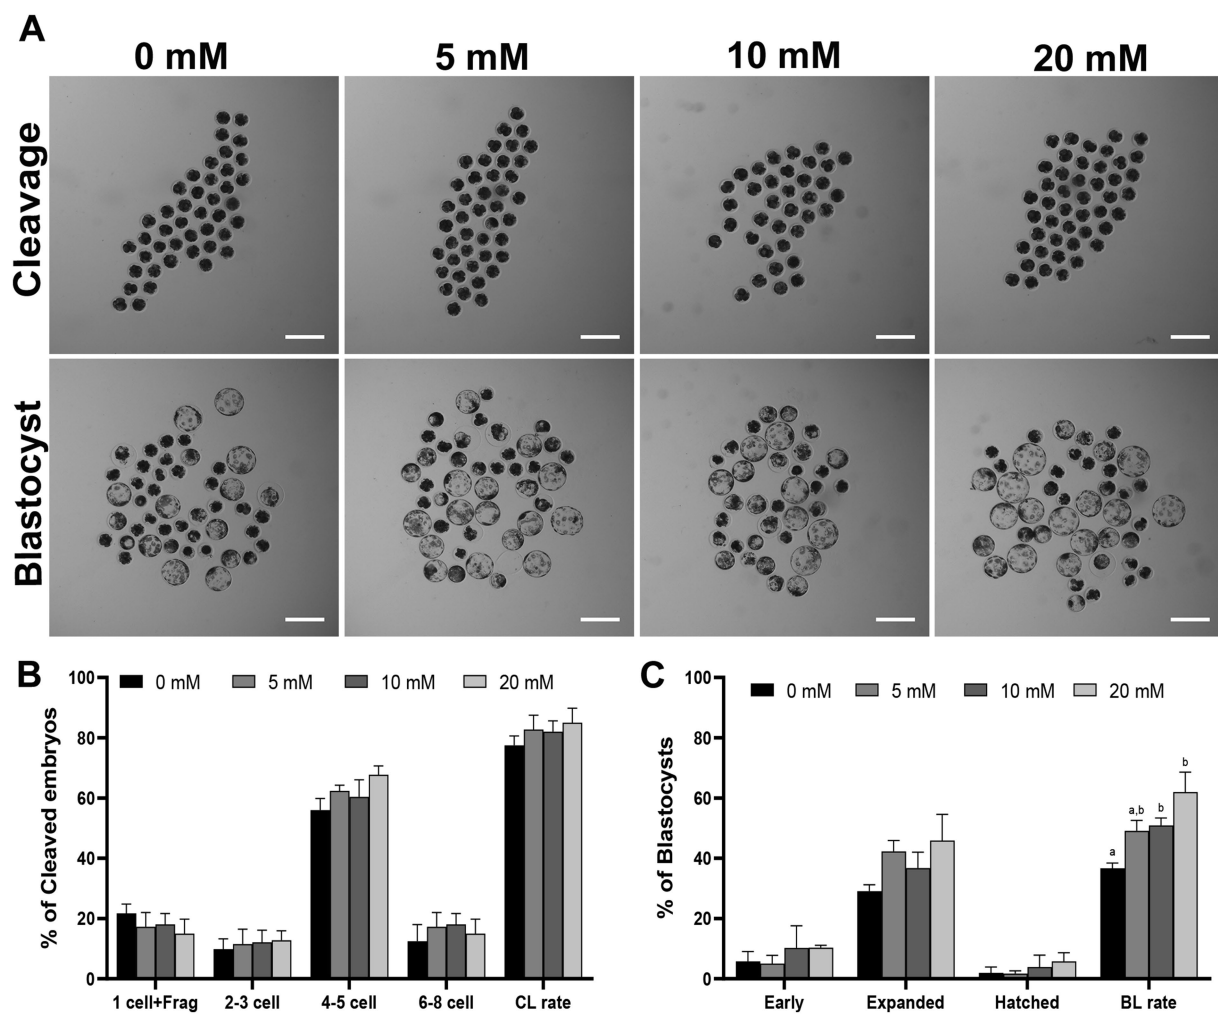 A
0 mM 5 mM 10 mM 20 mM
Cleavage
Blastocyst
B
0 mM 5 mM 10 mM 20 mM
% of Cleaved embryos
100
80
60
40
20
0
1 cell+Frag 2-3 cell 4-5 cell 6-8 cell CL rate
C
0 mM 5 mM 10 mM 20 mM
% of Blastocysts
100
80
60
40
20
0
a a,b b b
Early Expanded Hatched BL rate